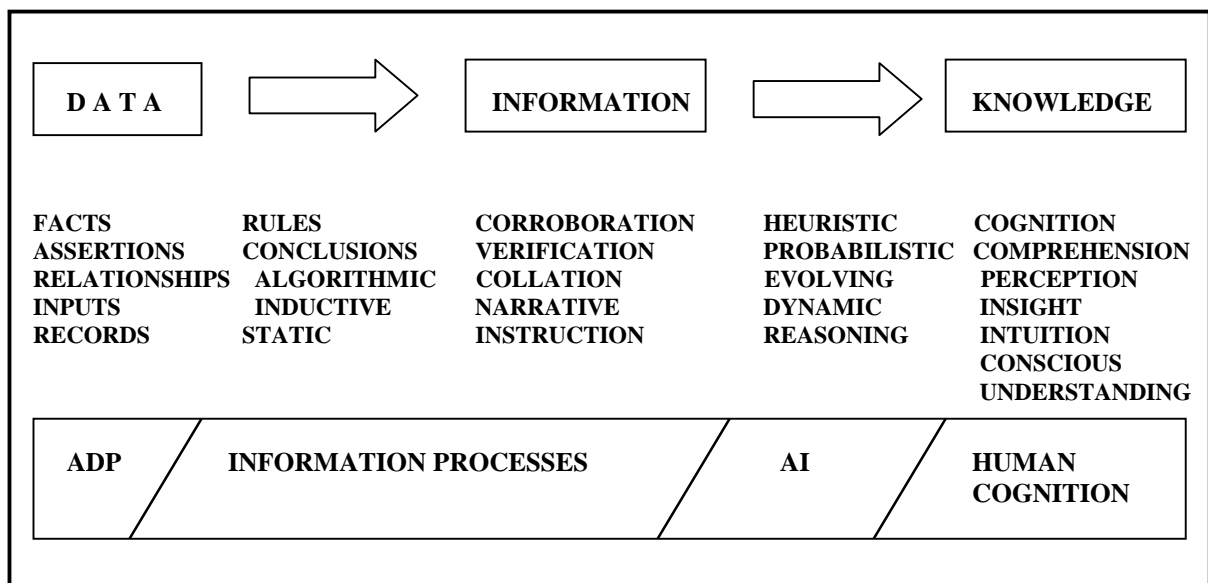 D A T A
INFORMATION
KNOWLEDGE
FACTS
ASSERTIONS
RELATIONSHIPS
INPUTS
RECORDS
RULES
CONCLUSIONS
ALGORITHMIC
INDUCTIVE
STATIC
CORROBORATION
VERIFICATION
COLLATION
NARRATIVE
INSTRUCTION
HEURISTIC
PROBABILISTIC
EVOLVING
DYNAMIC
REASONING
COGNITION
COMPREHENSION
PERCEPTION
INSIGHT
INTUITION
CONSCIOUS
UNDERSTANDING
ADP
INFORMATION PROCESSES
AI
HUMAN
COGNITION